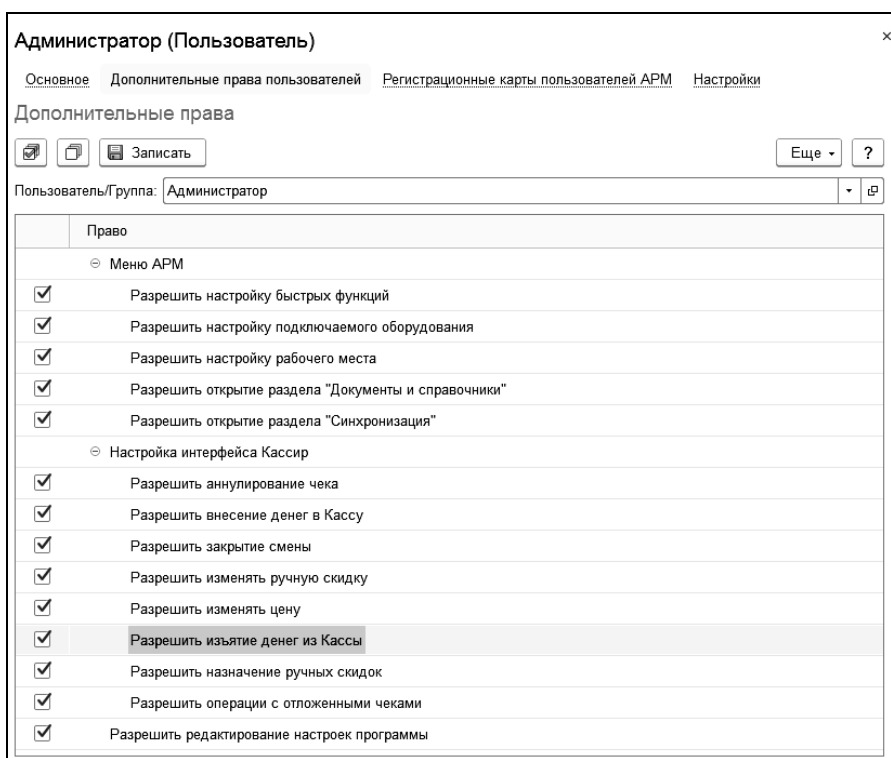 Администратор (Пользователь)
Основное Дополнительные права пользователей Регистрационные карты пользователей АРМ Настройки
Дополнительные права
Записать Еще ?
Пользователь/Группа: Администратор
Право
Меню АРМ
Разрешить настройку быстрых функций
Разрешить настройку подключаемого оборудования
Разрешить настройку рабочего места
Разрешить открытие раздела "Документы и справочники"
Разрешить открытие раздела "Синхронизация"
Настройка интерфейса Кассир
Разрешить аннулирование чека
Разрешить внесение денег в Кассу
Разрешить закрытие смены
Разрешить изменять ручную скидку
Разрешить изменять цену
Разрешить изъятие денег из Кассы
Разрешить назначение ручных скидок
Разрешить операции с отложенными чеками
Разрешить редактирование настроек программы